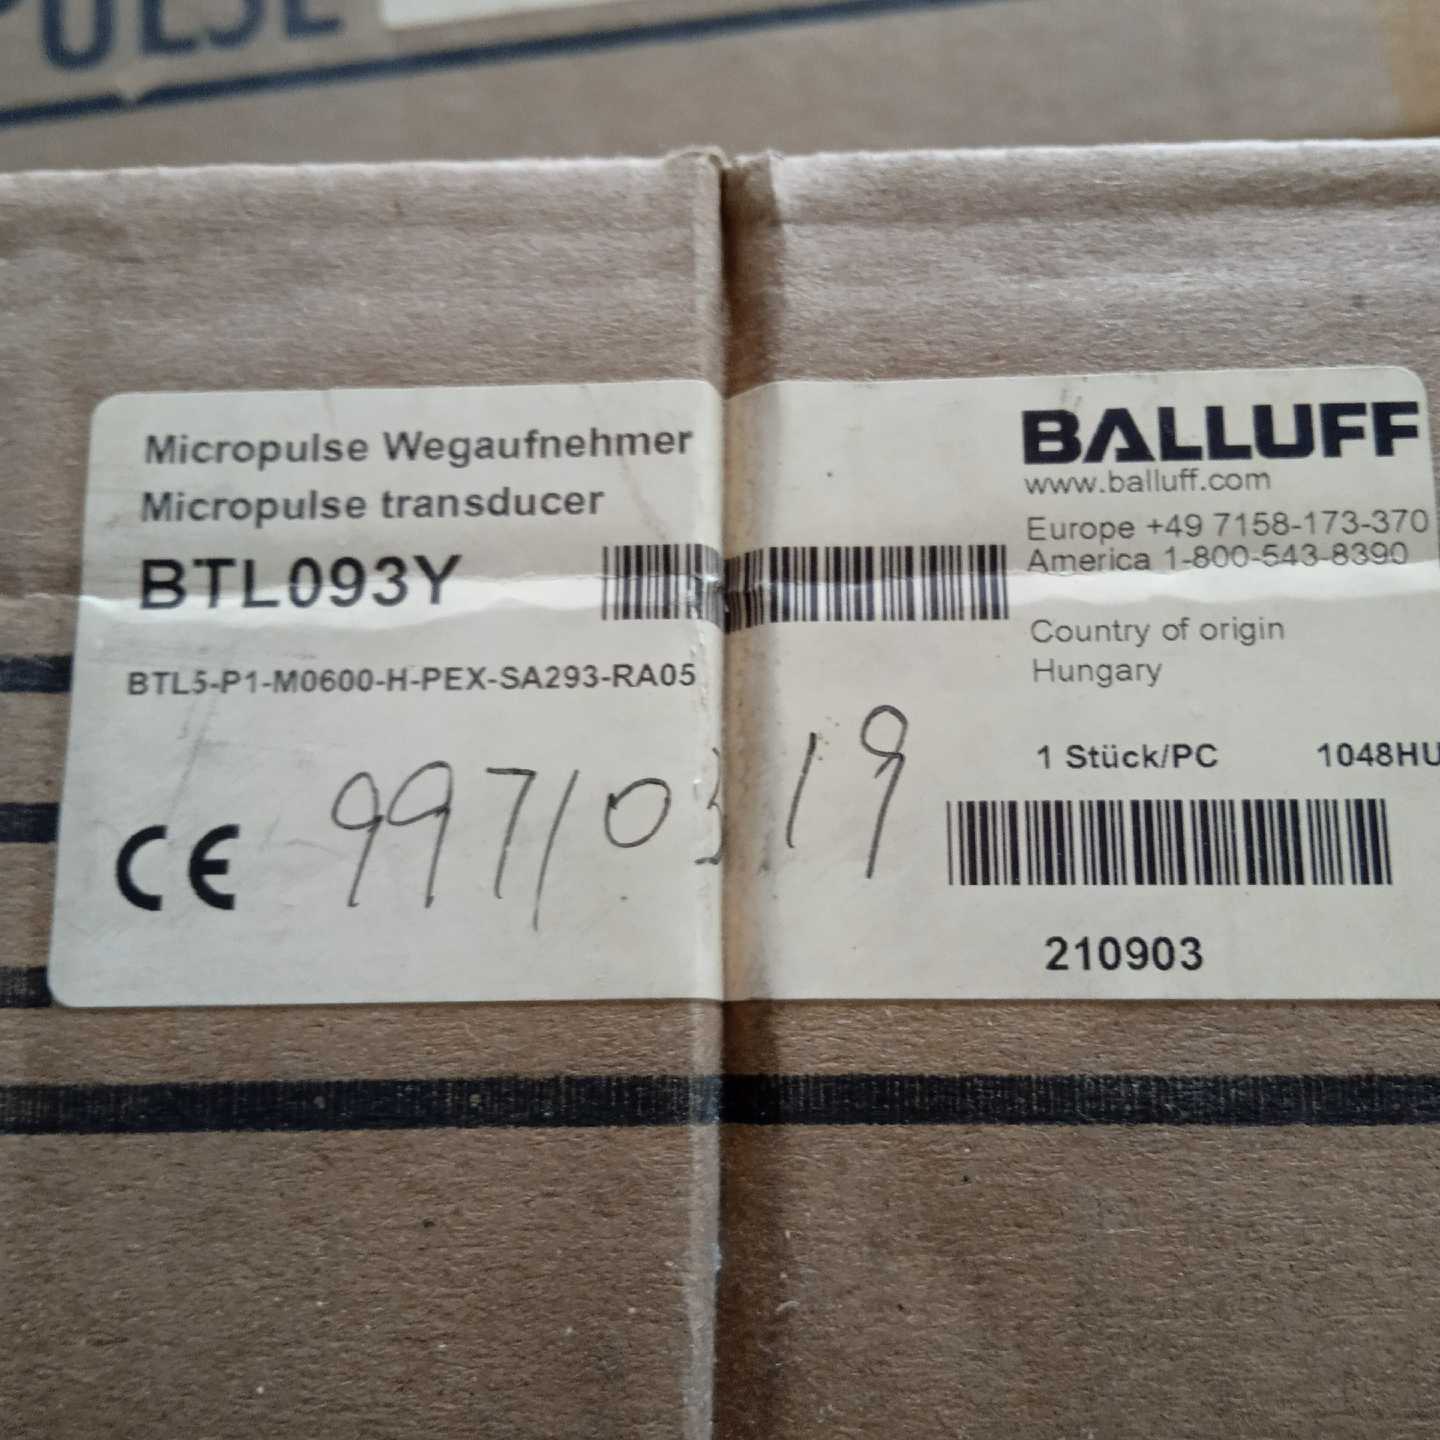 Micropulse Wegaufnehmer
Micropulse transducer
BTL093Y
BTL5-P1-M0600-H-PEX-SA293-RA05
BALLUFF
www.balluff.com
Europe +49 7158-173-370
America 1-800-543-8390
Country of origin
Hungary
1 Stück/PC 1048HU
210903
CE